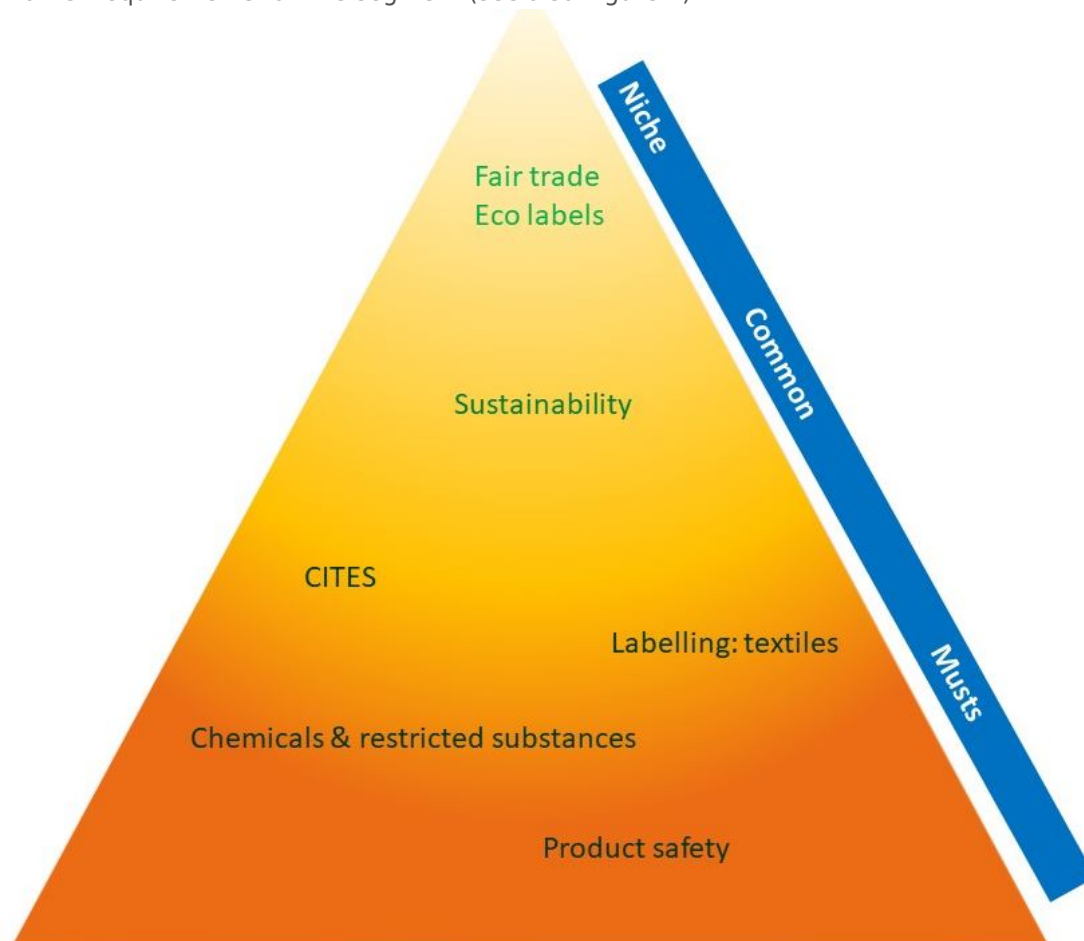 Fair trade
Eco labels
Sustainability
CITES
Labelling: textiles
Chemicals & restricted substances
Product safety
Niche
Common
Musts